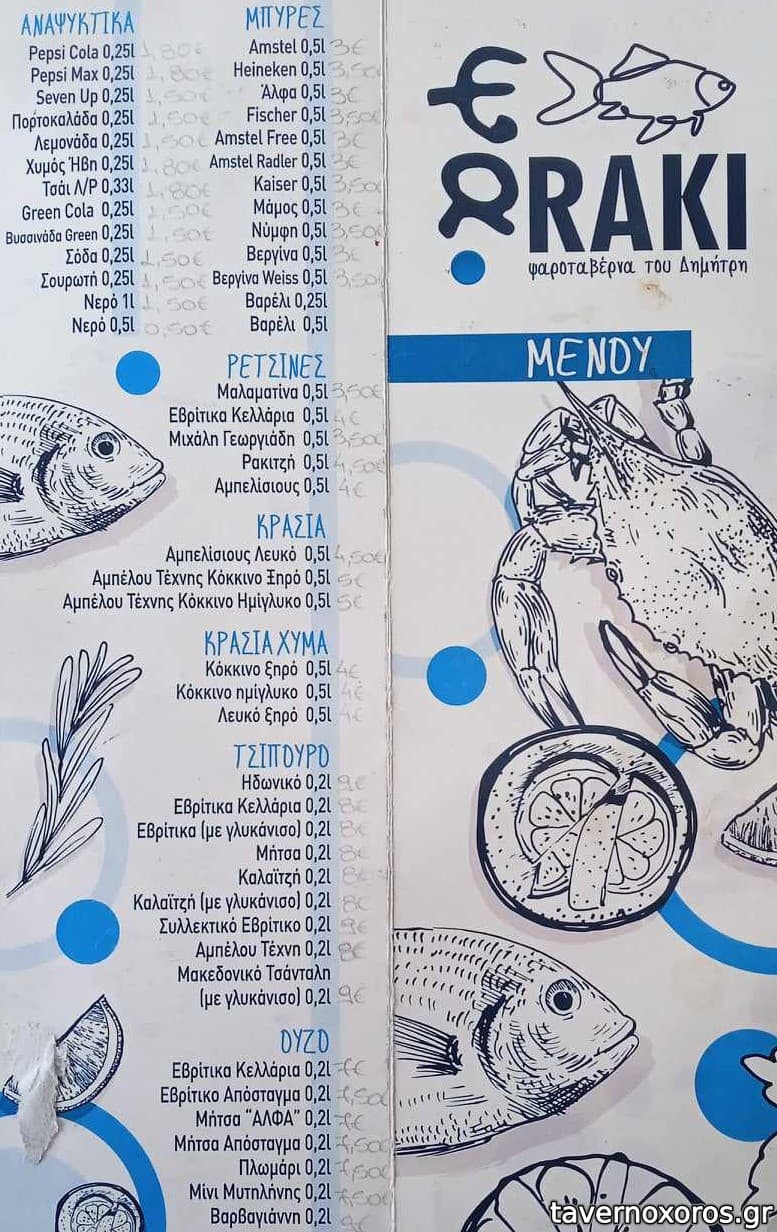 ΑΝΑΨΥΚΤΙΚΑ
Pepsi Cola 0,25l 1,80€
Pepsi Max 0,25l 1,80€
Seven Up 0,25l 1,50€
Πορτοκαλάδα 0,25l 1,50€
Λεμονάδα 0,25l 1,50€
Χυμός Ήβη 0,25l 1,80€
Τσάι Λ/Ρ 0,33l 1,80€
Green Cola 0,25l 1,50€
Βυσσινάδα Green 0,25l 1,50€
Σόδα 0,25l 1,50€
Σουρωτή 0,25l 1,50€
Νερό 1l 1,50€
Νερό 0,5l 0,50€
ΜΠΥΡΕΣ
Amstel 0,5l 3€
Heineken 0,5l 3,50€
Άλφα 0,5l 3€
Fischer 0,5l 3,50€
Amstel Free 0,5l 3€
Amstel Radler 0,5l 3€
Kaiser 0,5l 3,50€
Μάμος 0,5l 3€
Νύμφη 0,5l 3,50€
Βεργίνα 0,5l 3€
Βεργίνα Weiss 0,5l 3,50€
Βαρέλι 0,25l
Βαρέλι 0,5l
ΡΕΤΣΙΝΕΣ
Μαλαματίνα 0,5l 3,50€
Εβρίτικα Κελλάρια 0,5l 4€
Μιχάλη Γεωργιάδη 0,5l 3,50€
Ρακιτζή 0,5l 4,50€
Αμπελίσιους 0,5l 4€
ΚΡΑΣΙΑ
Αμπελίσιους Λευκό 0,5l 4,50€
Αμπέλου Τέχνης Κόκκινο Ξηρό 0,5l 5€
Αμπέλου Τέχνης Κόκκινο Ημίγλυκο 0,5l 5€
ΚΡΑΣΙΑ ΧΥΜΑ
Κόκκινο ξηρό 0,5l 4€
Κόκκινο ημίγλυκο 0,5l 4€
Λευκό ξηρό 0,5l 4€
ΤΣΙΠΟΥΡΟ
Ηδωνικό 0,2l 9€
Εβρίτικα Κελλάρια 0,2l 8€
Εβρίτικα (με γλυκάνισο) 0,2l 8€
Μήτσα 0,2l 8€
Καλαϊτζή 0,2l 8€
Καλαϊτζή (με γλυκάνισο) 0,2l 8€
Συλλεκτικό Εβρίτικο 0,2l 9€
Αμπέλου Τέχνη 0,2l 8€
Μακεδονικό Τσάνταλη
(με γλυκάνισο) 0,2l 9€
ΟΥΖΟ
Εβρίτικα Κελλάρια 0,2l 7€
Εβρίτικο Απόσταγμα 0,2l 7,50€
Μήτσα "ΑΛΦΑ" 0,2l 7€
Μήτσα Απόσταγμα 0,2l 7,50€
Πλωμάρι 0,2l 7,50€
Μίνι Μυτηλήνης 0,2l 7,50€
Βαρβαγιάννη 0,2l 9€
€
& RAKI
ψαροταβέρνα του Δημήτρη
ΜΕΝΟΥ
tavernoxoros.gr